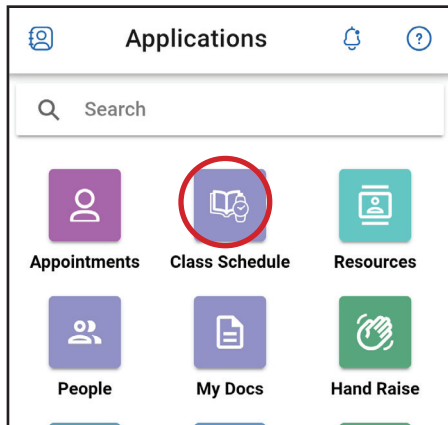 Applications
Search
Appointments Class Schedule Resources
People My Docs Hand Raise